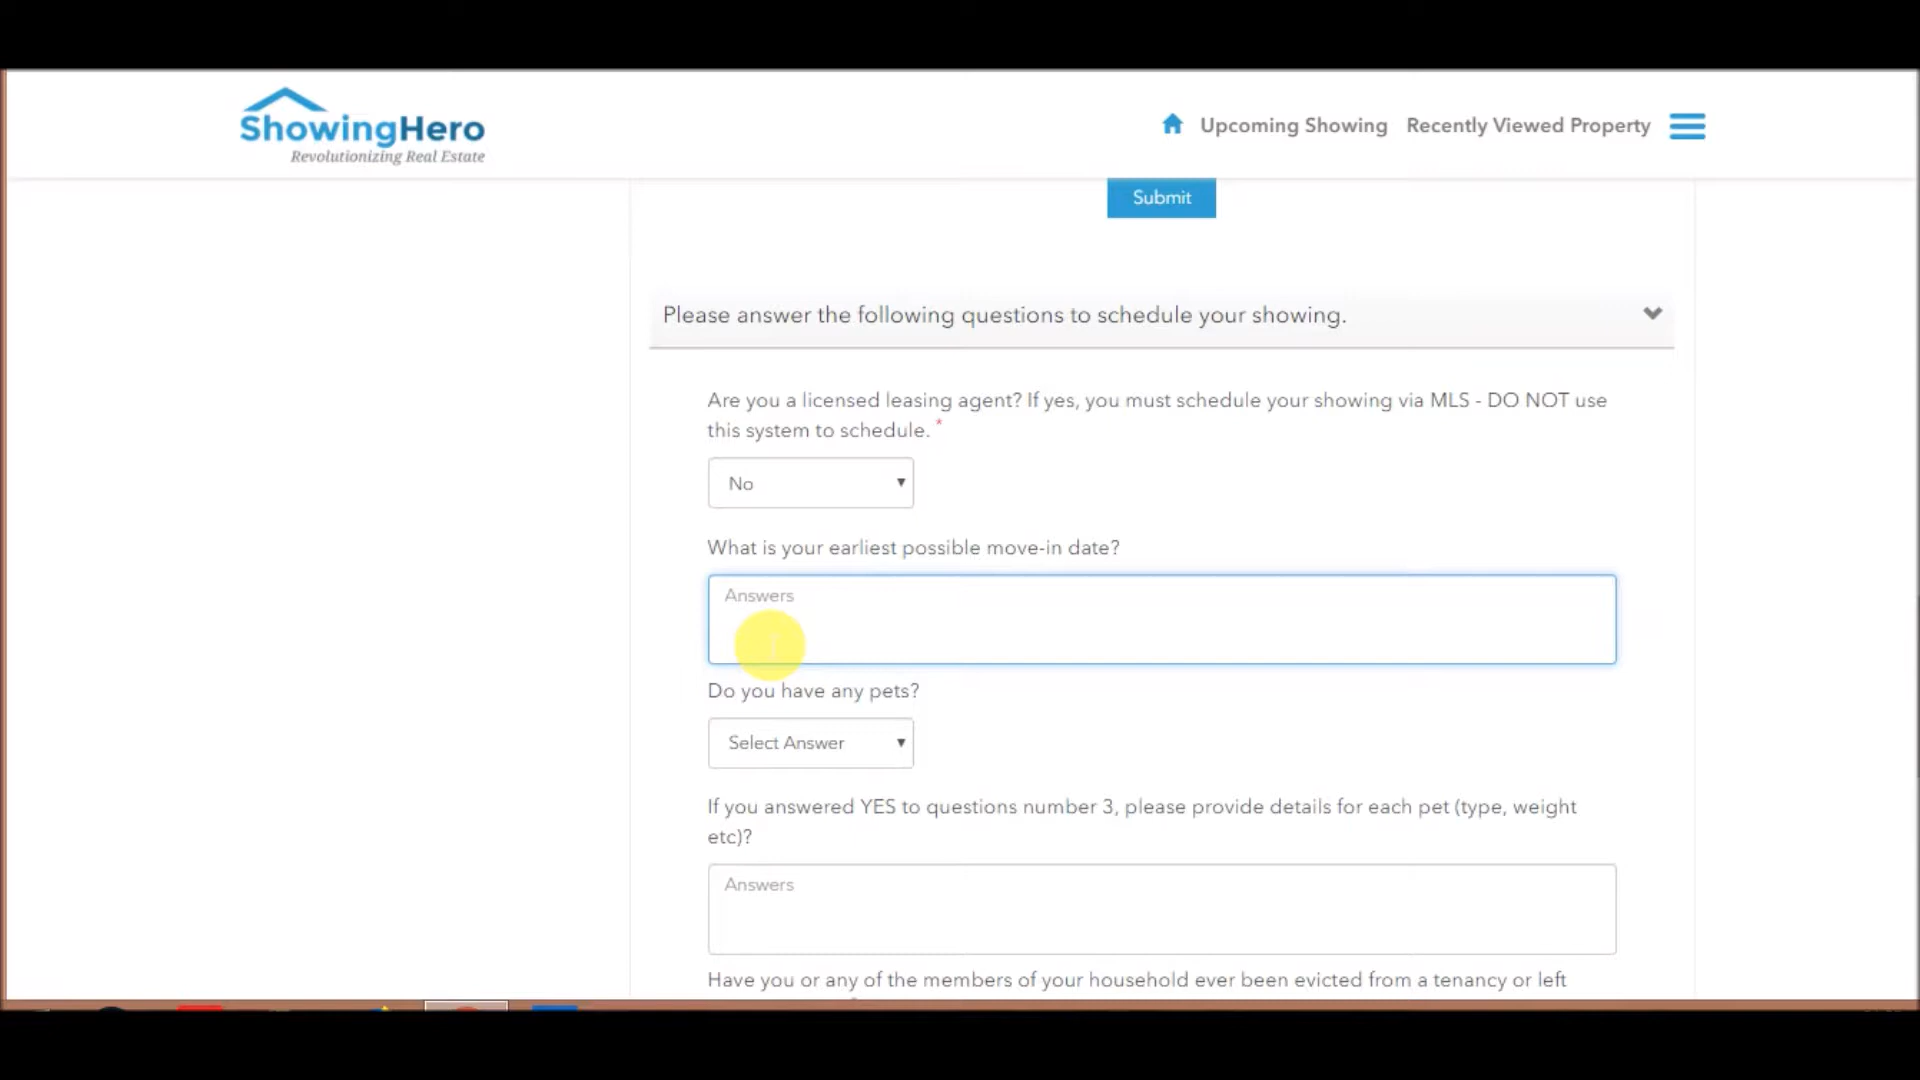 ShowingHero
Revolutionizing Real Estate
Upcoming Showing
Recently Viewed Property
Submit
Please answer the following questions to schedule your showing.
Are you a licensed leasing agent? If yes, you must schedule your showing via MLS - DO NOT use
this system to schedule. *
No
What is your earliest possible move-in date?
Answers
Do you have any pets?
Select Answer
If you answered YES to questions number 3, please provide details for each pet (type, weight
etc)?
Answers
Have you or any of the members of your household ever been evicted from a tenancy or left